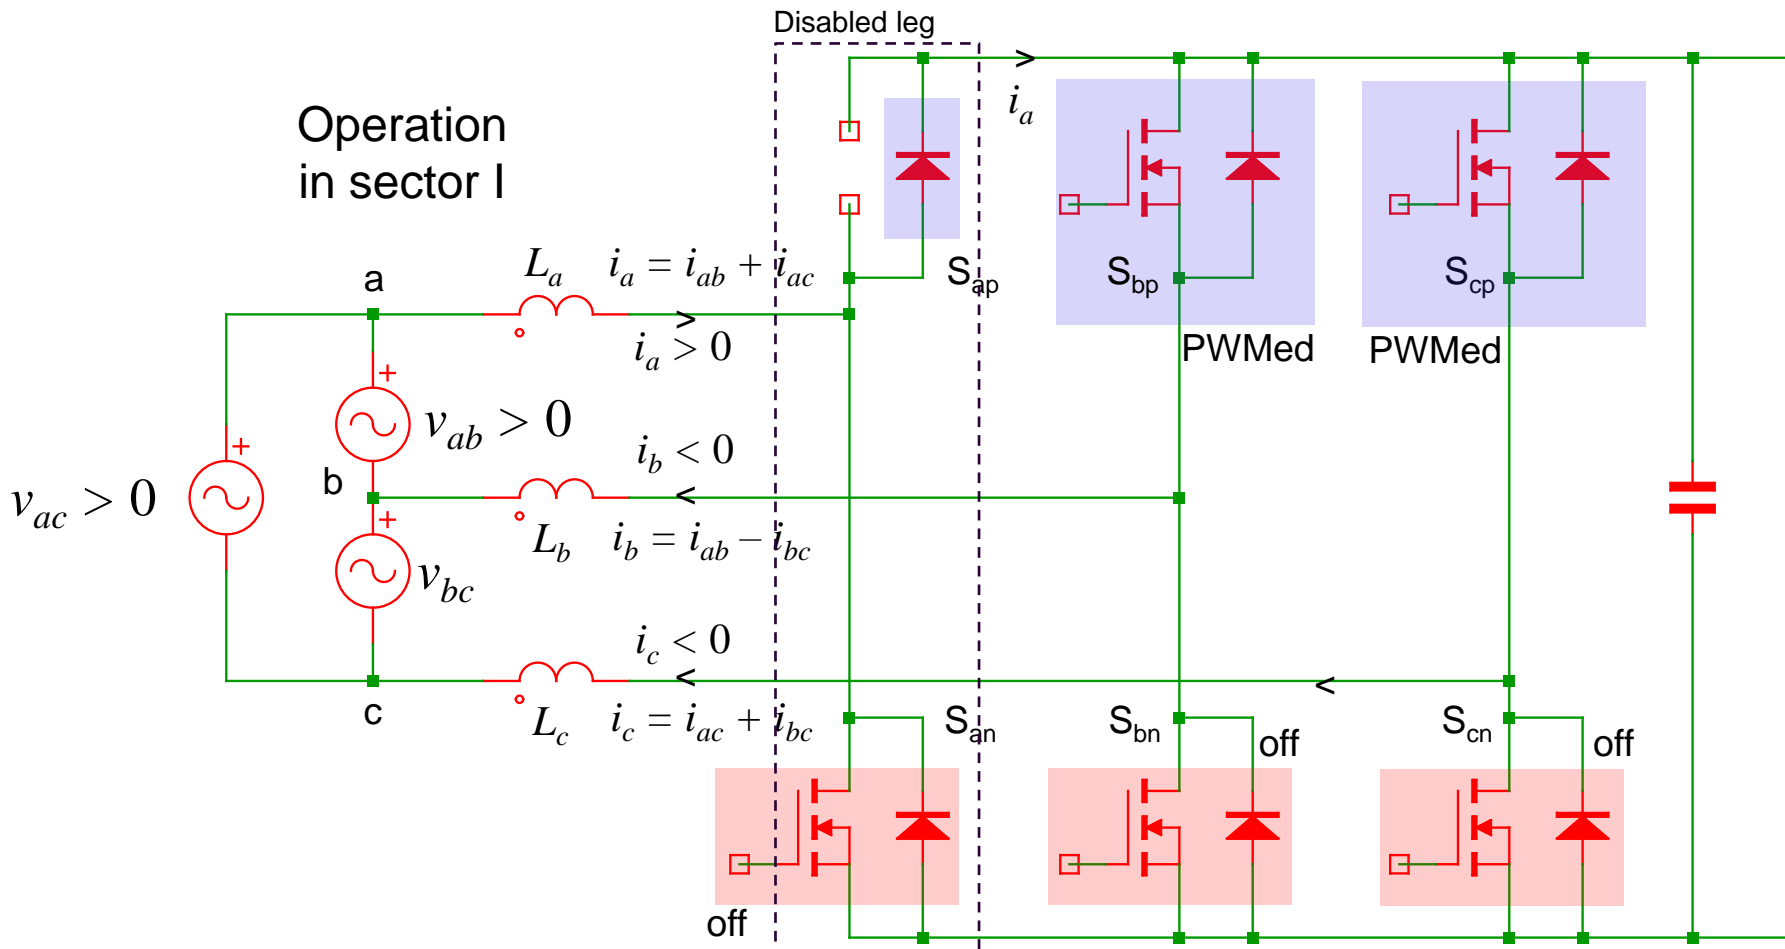 Disabled leg
Operation
in sector I
i_a
L_a i_a = i_ab + i_ac
S_ap S_bp S_cp
a
i_a > 0
PWMed PWMed
+
v_ab > 0
+
i_b < 0
b
v_ac > 0
+
L_b i_b = i_ab − i_bc
v_bc
i_c < 0
c
L_c i_c = i_ac + i_bc
S_an S_bn S_cn
off off
off